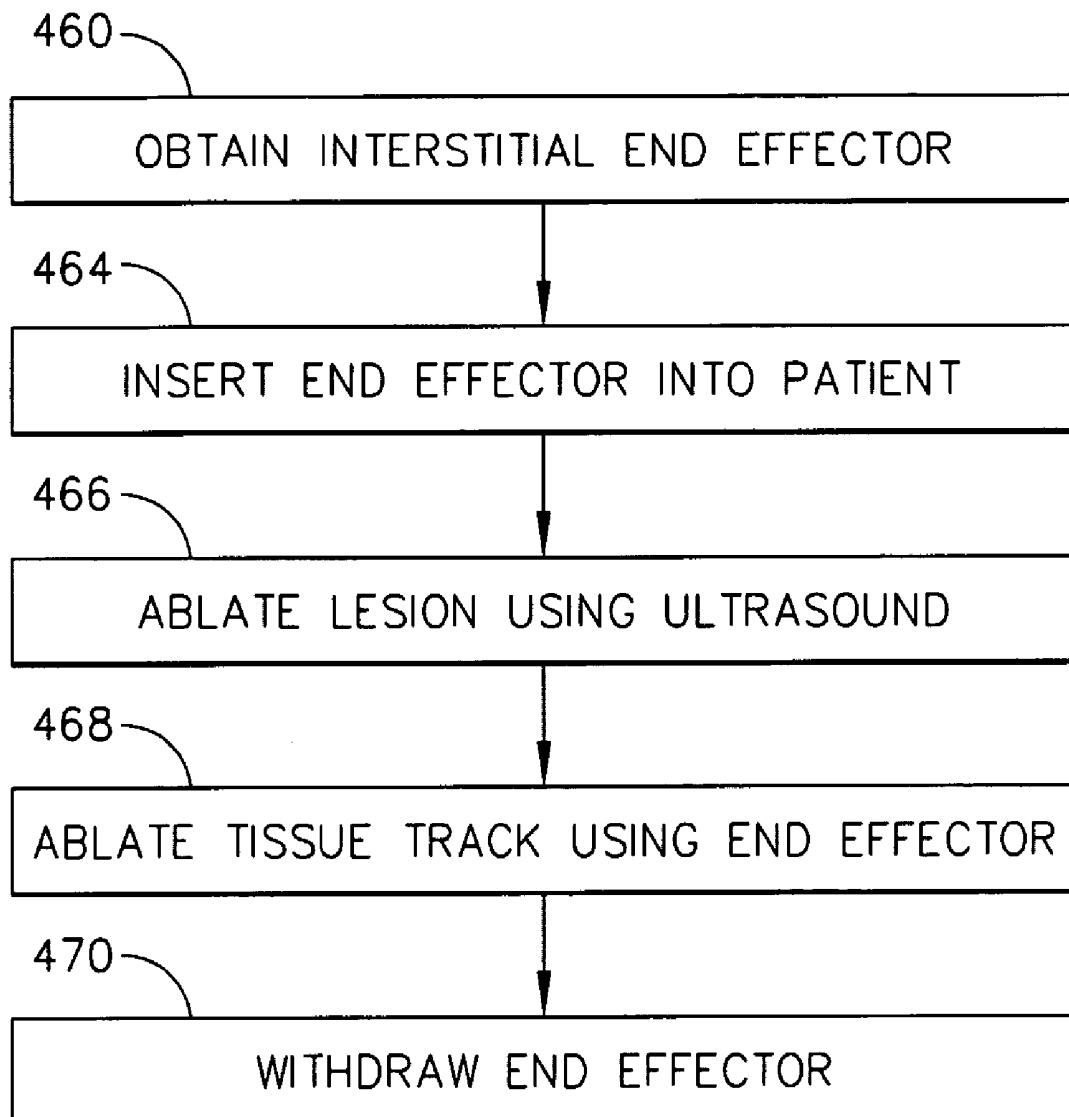 460
OBTAIN INTERSTITIAL END EFFECTOR
464
INSERT END EFFECTOR INTO PATIENT
466
ABLATE LESION USING ULTRASOUND
468
ABLATE TISSUE TRACK USING END EFFECTOR
470
WITHDRAW END EFFECTOR